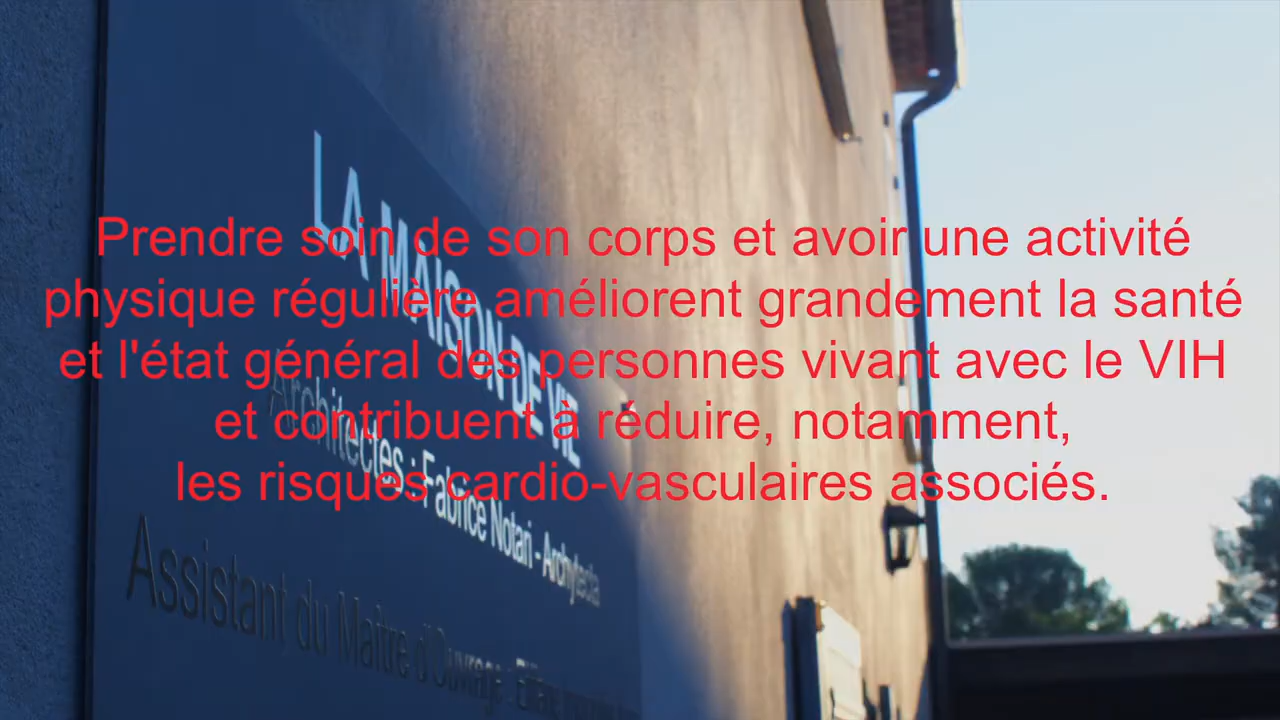 Prendre soin de son corps et avoir une activité
physique régulière améliorent grandement la santé
et l'état général des personnes vivant avec le VIH
et contribuent à réduire, notamment,
les risques cardio-vasculaires associés.
LA MAISON DE VIE
Architectes : Fabrice Notari - Archytecta
Assistant du Maître d'Ouvrage :